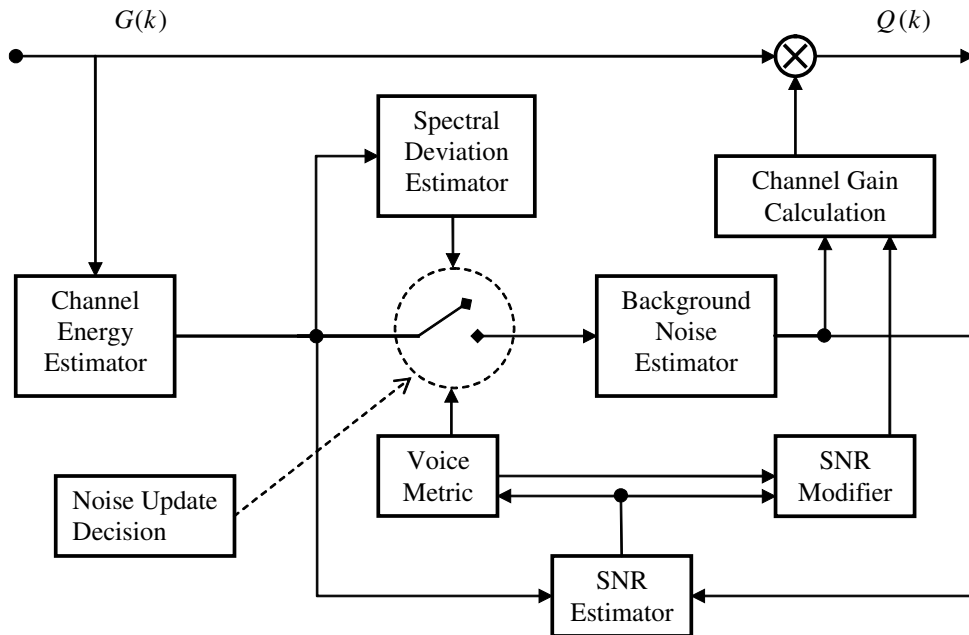 G(k)
Q(k)
Spectral
Deviation
Estimator
Channel Gain
Calculation
Channel
Energy
Estimator
Background
Noise
Estimator
Voice
Metric
SNR
Modifier
Noise Update
Decision
SNR
Estimator